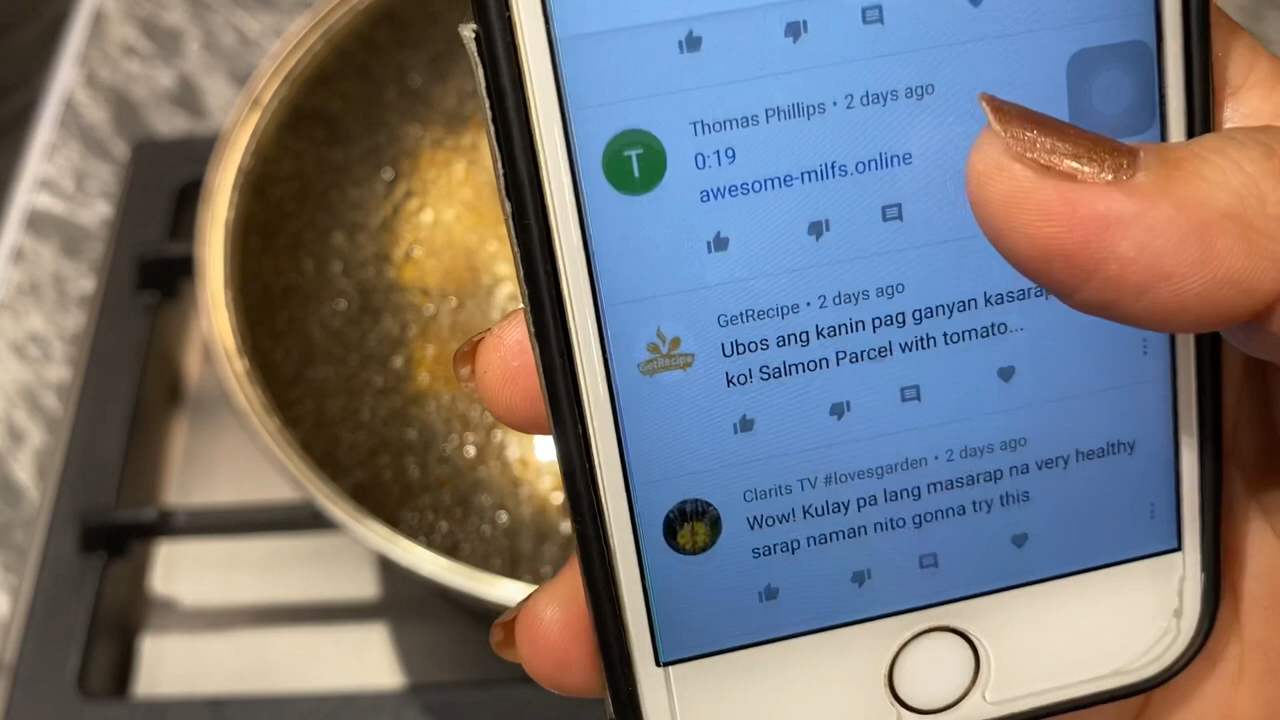 Thomas Phillips • 2 days ago
0:19
awesome-milfs.online
GetRecipe • 2 days ago
Ubos ang kanin pag ganyan kasarap
ko! Salmon Parcel with tomato...
GetRecipe
Clarits TV #lovesgarden • 2 days ago
Wow! Kulay pa lang masarap na very healthy
sarap naman nito gonna try this
T